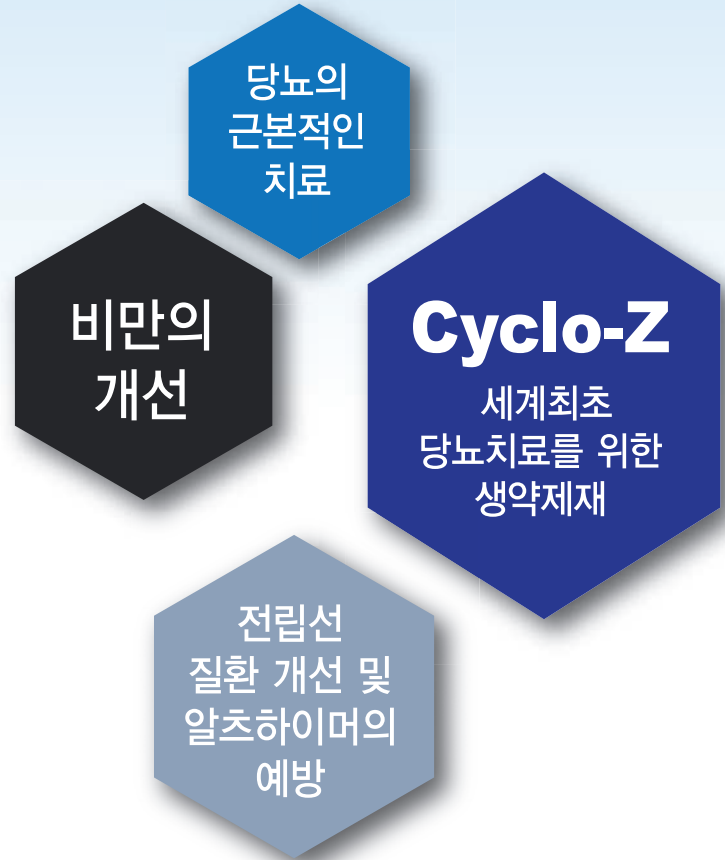 당뇨의
근본적인
치료
비만의
개선
Cyclo-Z
세계최초
당뇨치료를 위한
생약제재
전립선
질환 개선 및
알츠하이머의
예방